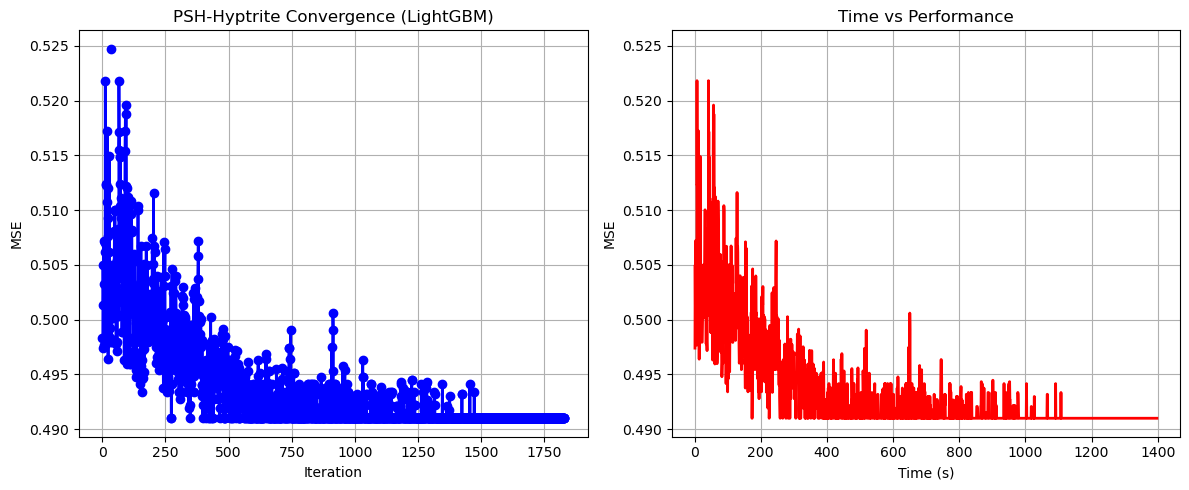 PSH-Hyptrite Convergence (LightGBM)
0.525
0.520
0.515
0.510
0.505
0.500
0.495
0.490
MSE
0 250 500 750 1000 1250 1500 1750
Iteration
Time vs Performance
0.525
0.520
0.515
0.510
0.505
0.500
0.495
0.490
MSE
0 200 400 600 800 1000 1200 1400
Time (s)